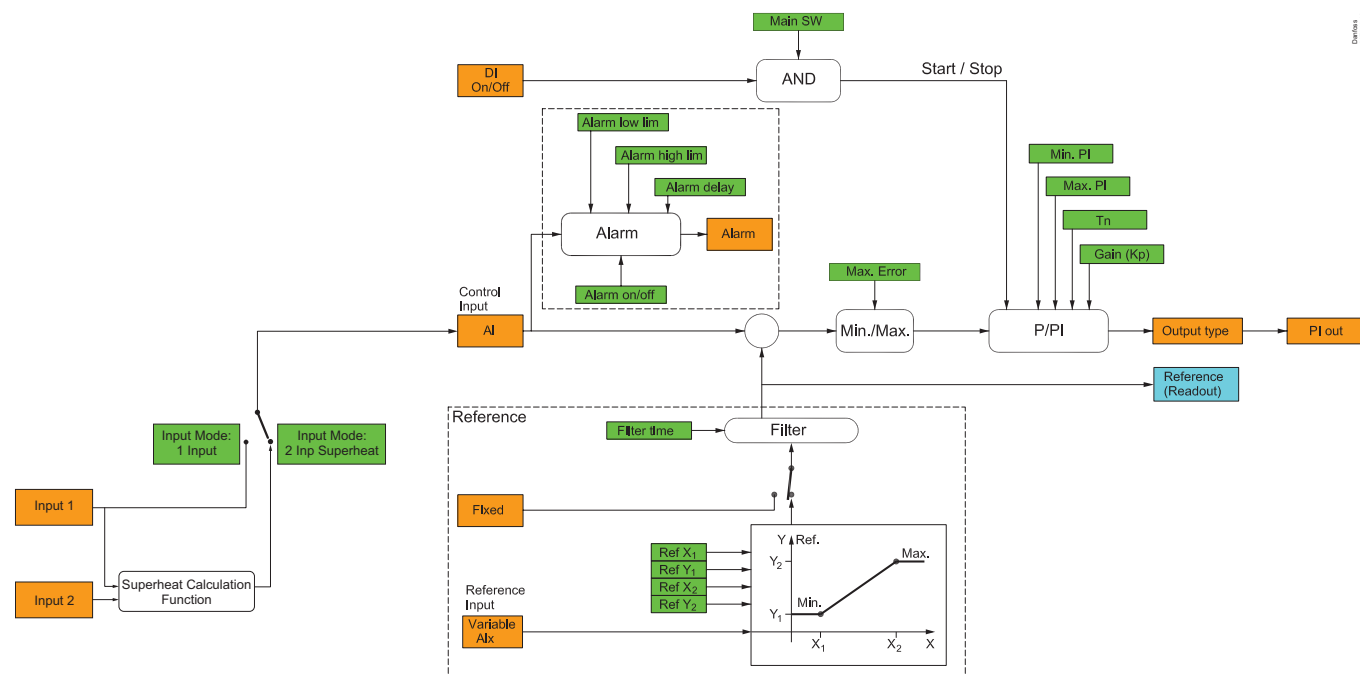 Main SW
Danfoss
DI
On/Off
AND
Start / Stop
Alarm low lim
Alarm high lim
Alarm delay
Alarm
Alarm
Alarm on/off
Min. PI
Max. PI
Tn
Gain (Kp)
Max. Error
Control
Input
AI
Min./Max.
P/PI
Output type
PI out
Reference
(Readout)
Reference
Filter time
Filter
Input Mode:
1 Input
Input Mode:
2 Inp Superheat
Input 1
Fixed
Superheat Calculation
Function
Input 2
Ref X1
Ref Y1
Ref X2
Ref Y2
Reference
Input
Variable
AIx
Y Ref.
Y2
Max.
Min.
Y1
X1
X2
X